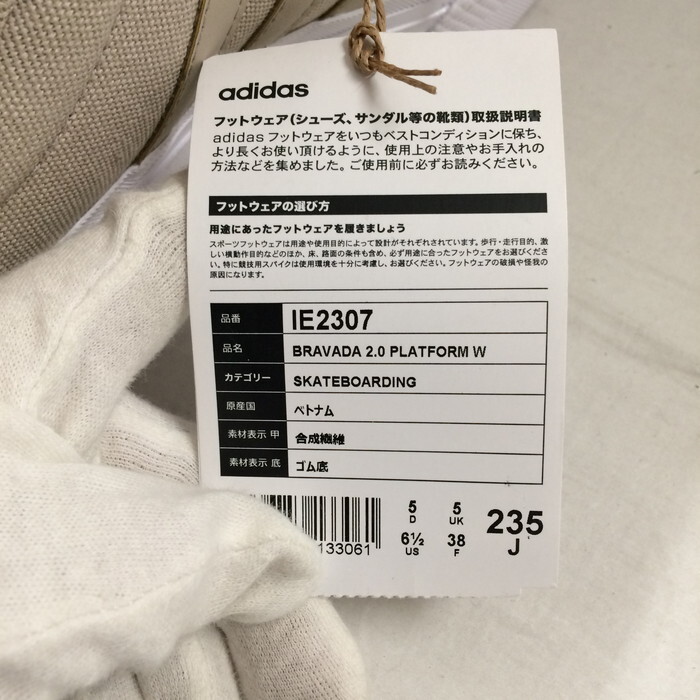 adidas
フットウェア(シューズ、サンダル等の靴類)取扱説明書
adidas フットウェアをいつもベストコンディションに保ち、
より長くお使い頂けるように、使用上の注意やお手入れの
方法などを集めました。ご使用前に必ずお読みください。
フットウェアの選び方
用途にあったフットウェアを履きましょう
スポーツフットウェアは用途や使用目的によって設計がそれぞれされています。歩行・走行目的、激
しい横動作目的などのほか、床、路面の条件も含め、必ず用途に合ったフットウェアをお選びくださ
い。特に競技用スパイクは使用環境を十分に考慮し、お選びください。フットウェアの破損や怪我の
原因になります。
品番 IE2307
品名 BRAVADA 2.0 PLATFORM W
カテゴリー SKATEBOARDING
原産国 ベトナム
素材表示 甲 合成繊維
素材表示 底 ゴム底
5 5 235
D UK J
6½ 38
US F
133061